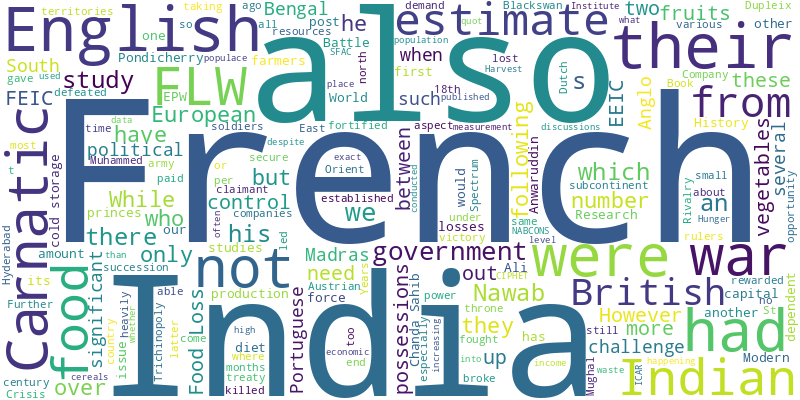 English
also
estimate
their
French
India
Carnatic
FLW
food
not
were
war
had
from
Indian
British
South
FEIC
study
Bengal
Pondicherry
European
political
have
While
who
there
only
significant
over
his
control
but
we
he
when
such
Battle
World
first
post
resources
farmers
territories
taking
ago
so
all
one
gave
used
defeated
EPW
time
data
Muhammed
army
soldiers
princes
paid
or
per
claimant
companies
our
studies
led
succession
its
amount
cold storage
Hyderabad
Further
century
Crisis
country
issue
heavily
whether
Trichinopoly
latter
able
production
come
diet
high
often
where
months
treaty
killed
Food Loss
Portuguese
Madras
need
force
Austrian
Years
too
economic
end
government
possessions
Chanda Sahib
especially
increasing
power
fought
broke
into
Nawab
they
out
up
has
Ali
CIPHET
throne
losses
victory
under
level
NABCONS
conducted
established
Orient
exact
despite
secure
fortified
East
place
north
SFAC
population
populace
demand
quot
Blackswan
Institute
what
Dupleix
two
fruits
various
other
these
Company
Book
History
published
Harvest
lost
18th
aspect
measurement
discussions
Dutch
s
EEIC
Anglo
between
would
Spectrum
following
Anwaruddin
same
number
Research
which
an
subcontinent
Rivalry
small
about
Hunger
rulers
vegetables
several
opportunity
However
more
challenge
another
still
Mughal
ICAR
income
waste
happening
rewarded
capital
no
St
Modern
dependent
most
t
cereals
than